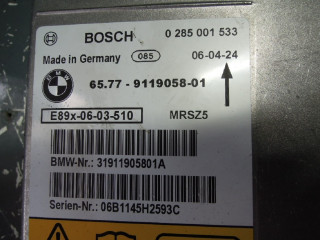 BOSCH 0 285 001 533
Made in Germany 085 06-04-24
BMW
65.77 - 9119058-01
E89x-06-03-510 MRSZ5
BMW-Nr.: 31911905801A
Serien-Nr.: 06B1145H2593C